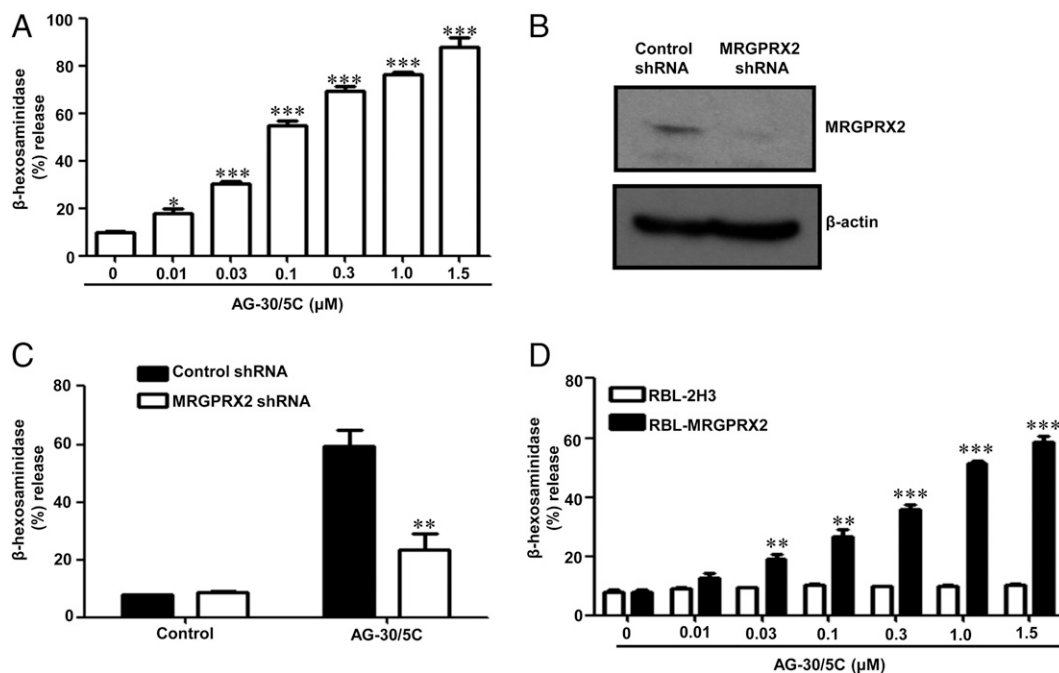 A
β-hexosaminidase
(%) release
100
80
60
40
20
0
*
***
***
***
***
***
0 0.01 0.03 0.1 0.3 1.0 1.5
AG-30/5C (μM)
B
Control
shRNA
MRGPRX2
shRNA
MRGPRX2
β-actin
C
β-hexosaminidase
(%) release
80
60
40
20
0
Control shRNA
MRGPRX2 shRNA
**
Control AG-30/5C
D
β-hexosaminidase
(%) release
80
60
40
20
0
RBL-2H3
RBL-MRGPRX2
**
**
***
***
***
0 0.01 0.03 0.1 0.3 1.0 1.5
AG-30/5C (μM)